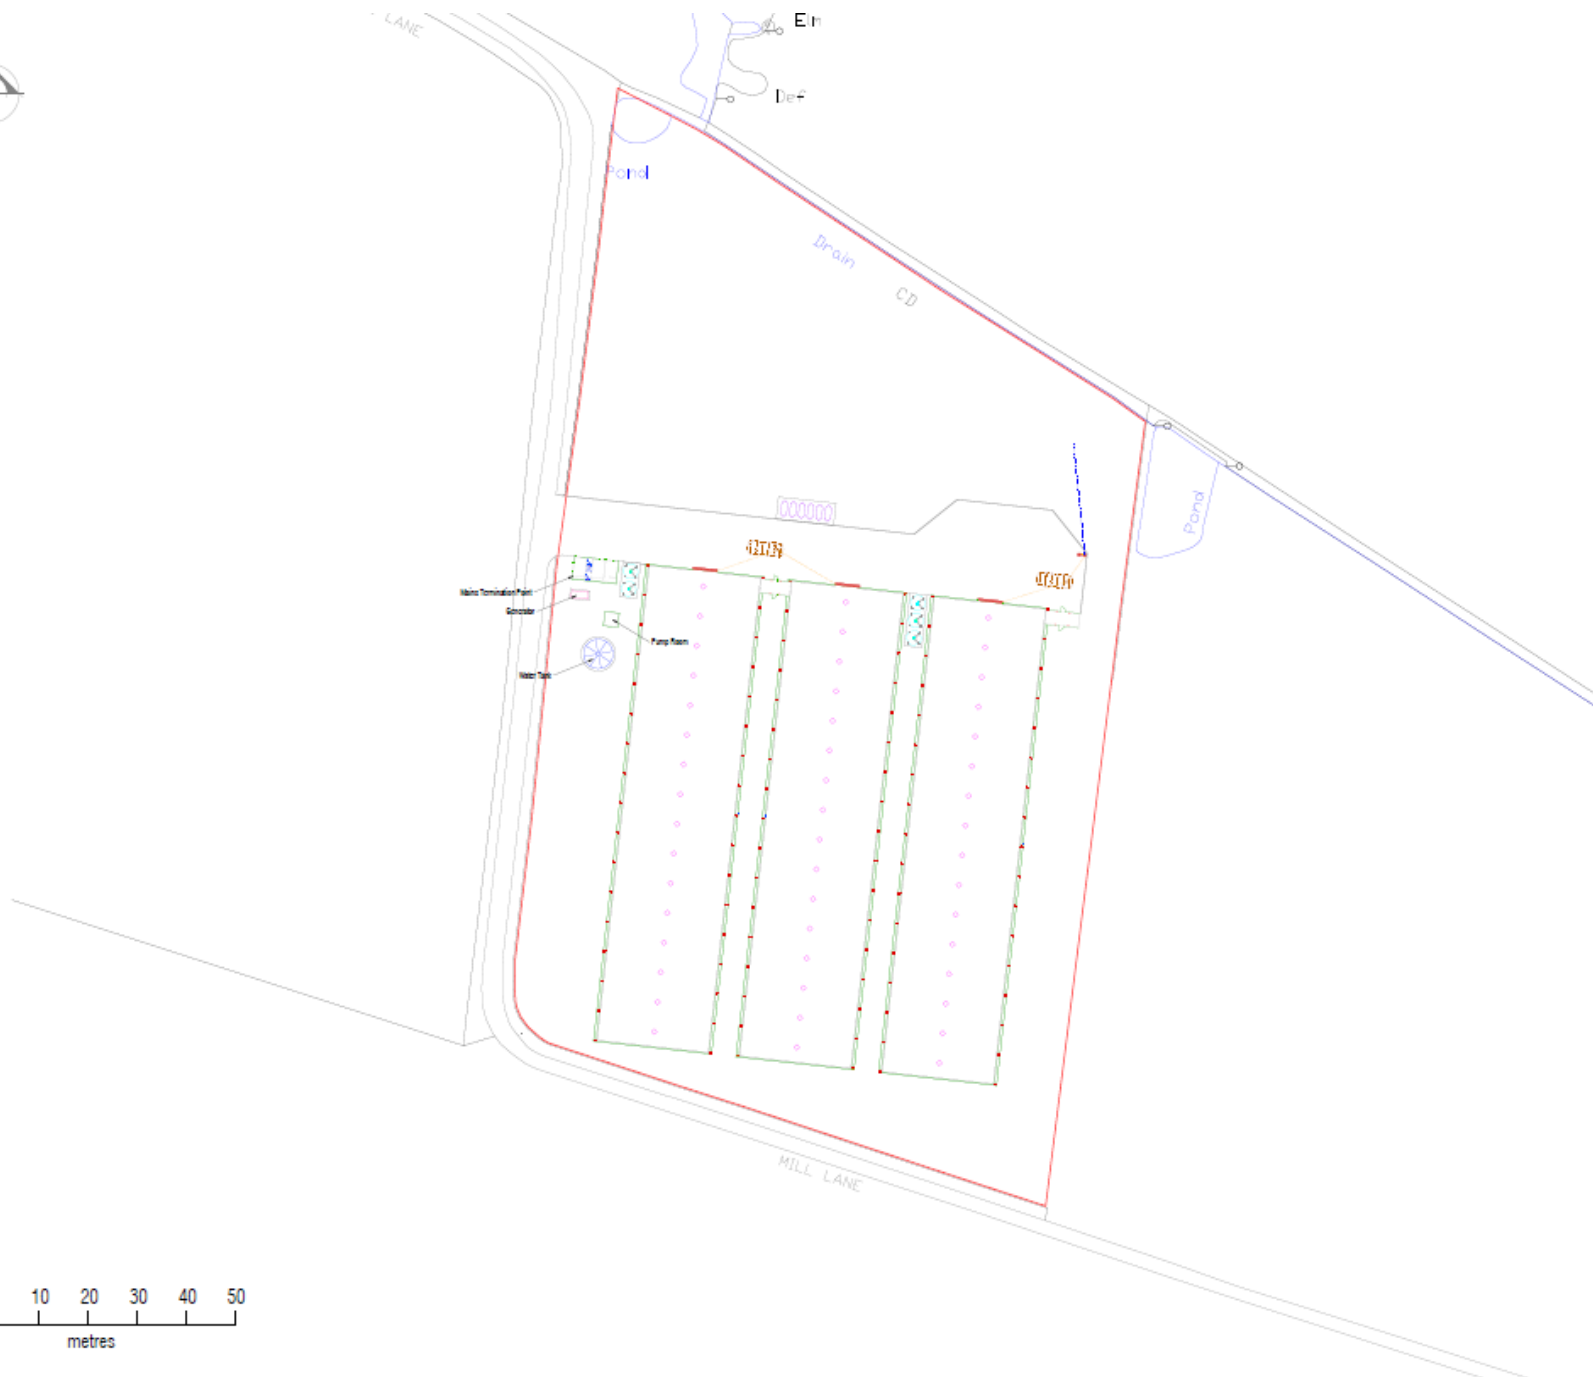 LANE
Elm
Def
Pond
Drain
CD
Pond
Mains Termination Point
Generator
Pump Room
Water Tank
MILL LANE
10 20 30 40 50
metres